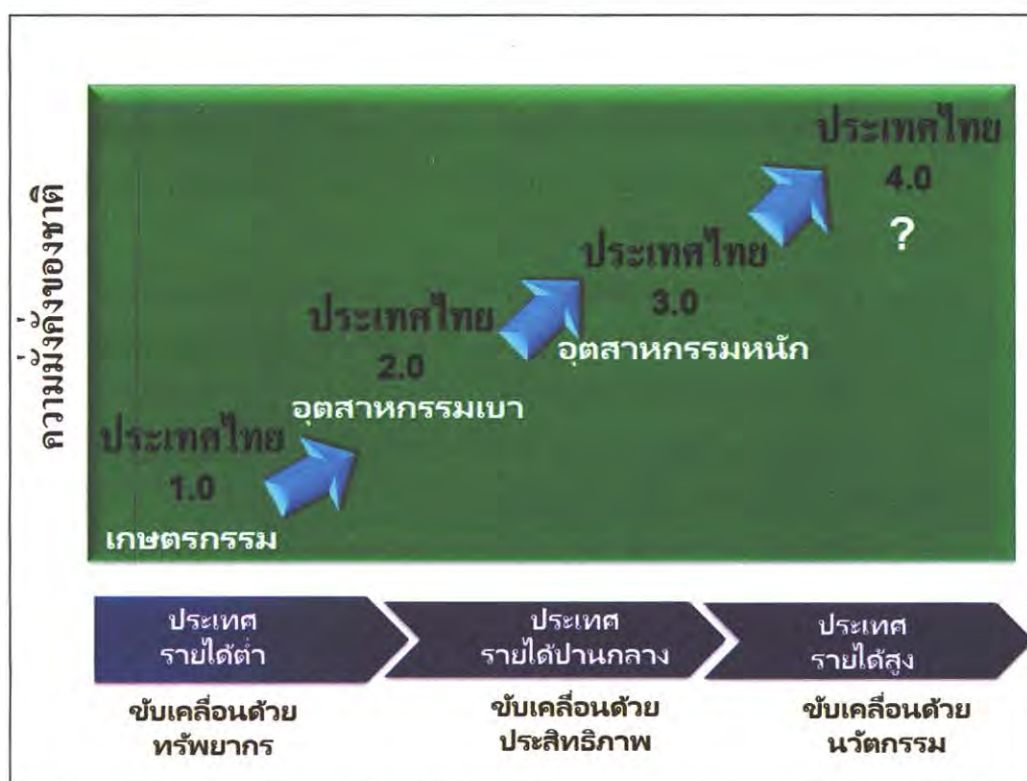 ความมั่งคั่งของชาติ
ประเทศไทย
4.0
?
ประเทศไทย
3.0
อุตสาหกรรมหนัก
ประเทศไทย
2.0
อุตสาหกรรมเบา
ประเทศไทย
1.0
เกษตรกรรม
ประเทศ
รายได้ต่ำ
ประเทศ
รายได้ปานกลาง
ประเทศ
รายได้สูง
ขับเคลื่อนด้วย
ทรัพยากร
ขับเคลื่อนด้วย
ประสิทธิภาพ
ขับเคลื่อนด้วย
นวัตกรรม